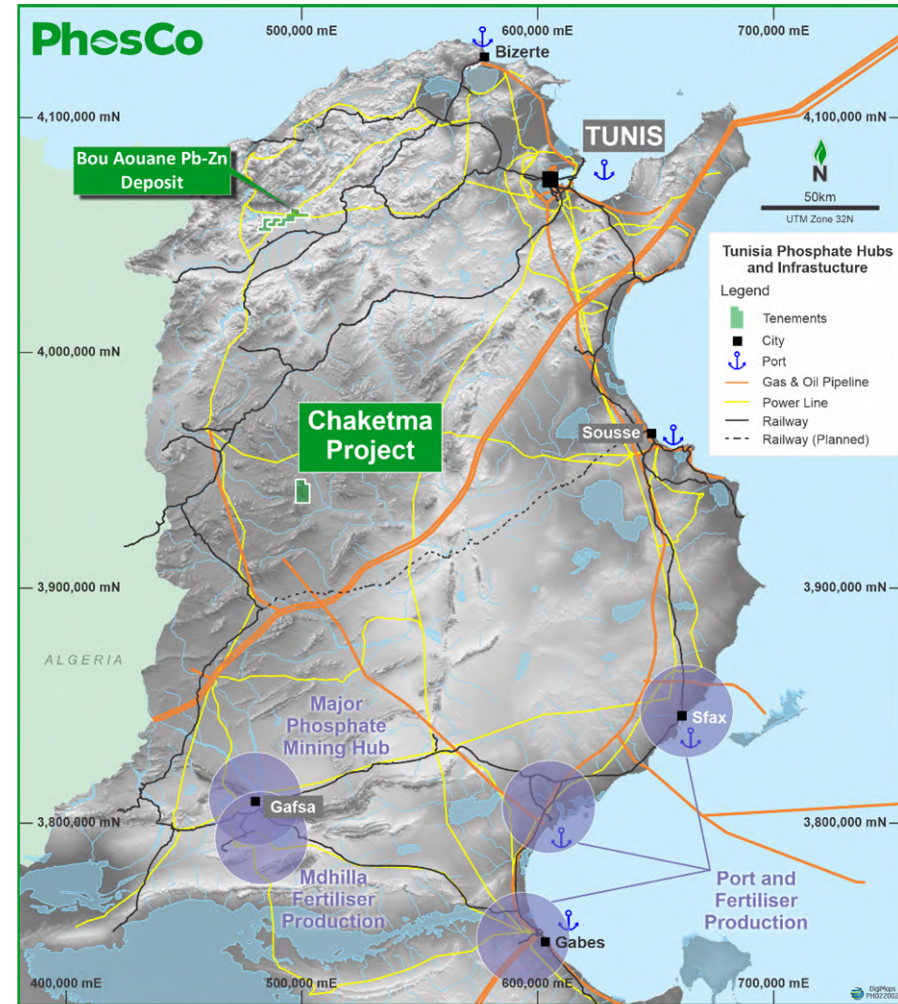 PhosCo
500,000 mE
600,000 mE
700,000 mE
Bizerte
4,100,000 mN
4,100,000 mN
TUNIS
Bou Aouane Pb-Zn
Deposit
N
50km
UTM Zone 32N
Tunisia Phosphate Hubs
and Infrastucture
Legend
Tenements
City
Port
Gas & Oil Pipeline
Power Line
Railway
Railway (Planned)
4,000,000 mN
Chaketma
Project
Sousse
3,900,000 mN
3,900,000 mN
ALGERIA
Major
Phosphate
Mining Hub
Sfax
Gafsa
3,800,000 mN
3,800,000 mN
Mdhilla
Fertiliser
Production
Port and
Fertiliser
Production
Gabes
400,000 mE
500,000 mE
600,000 mE
700,000 mE
DigiMaps
PH022002